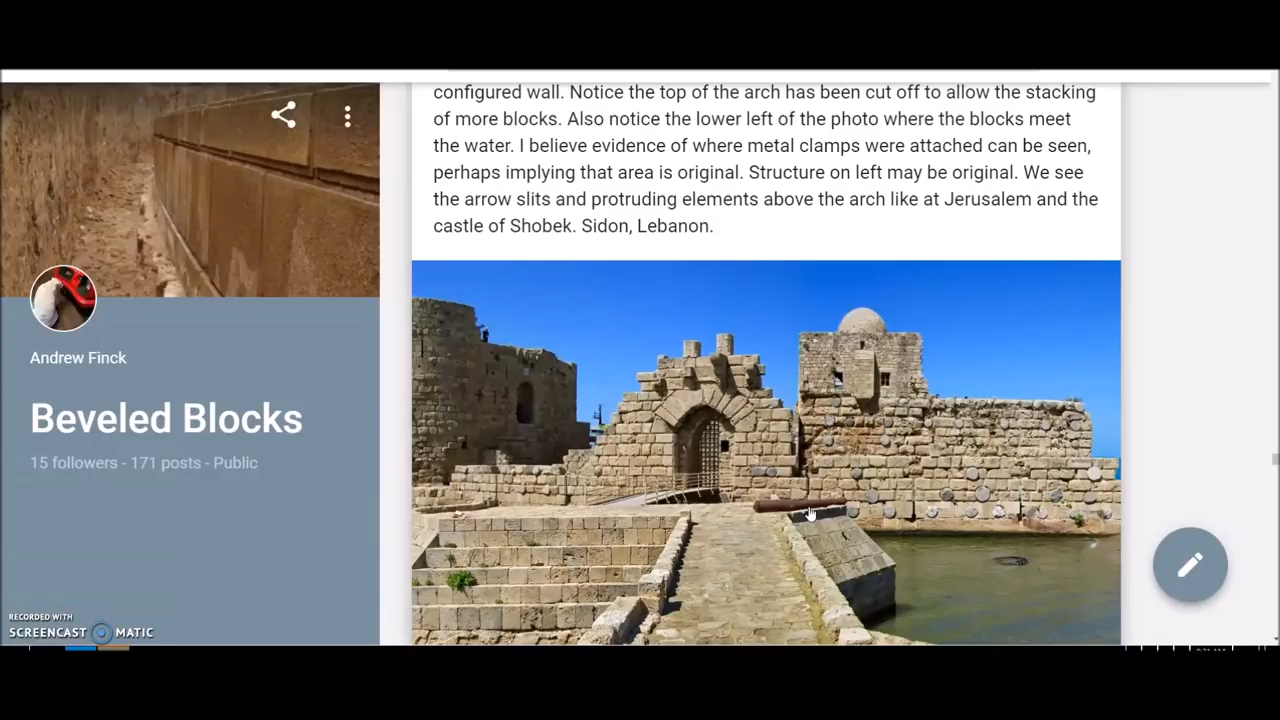 configured wall. Notice the top of the arch has been cut off to allow the stacking
of more blocks. Also notice the lower left of the photo where the blocks meet
the water. I believe evidence of where metal clamps were attached can be seen,
perhaps implying that area is original. Structure on left may be original. We see
the arrow slits and protruding elements above the arch like at Jerusalem and the
castle of Shobek. Sidon, Lebanon.
Andrew Finck
Beveled Blocks
15 followers - 171 posts - Public
RECORDED WITH
SCREENCAST MATIC